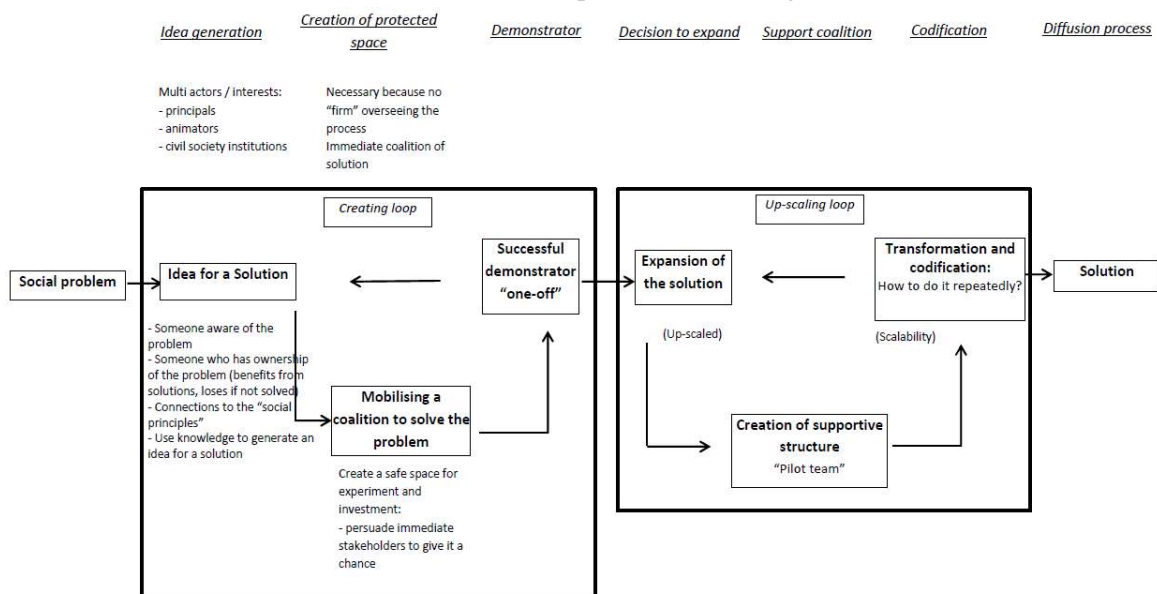 Idea generation
Creation of protected
space
Demonstrator
Decision to expand
Support coalition
Codification
Diffusion process
Multi actors / interests:
- principals
- animators
- civil society institutions
Necessary because no
“firm” overseeing the
process
Immediate coalition of
solution
Creating loop
Up-scaling loop
Social problem
Idea for a Solution
Successful
demonstrator
“one-off”
Expansion of
the solution
Transformation and
codification:
How to do it repeatedly?
Solution
- Someone aware of the
problem
- Someone who has ownership
of the problem (benefits from
solutions, loses if not solved)
- Connections to the “social
principles”
- Use knowledge to generate an
idea for a solution
(Up-scaled)
(Scalability)
Mobilising a
coalition to solve the
problem
Creation of supportive
structure
“Pilot team”
Create a safe space for
experiment and
investment:
- persuade immediate
stakeholders to give it a
chance